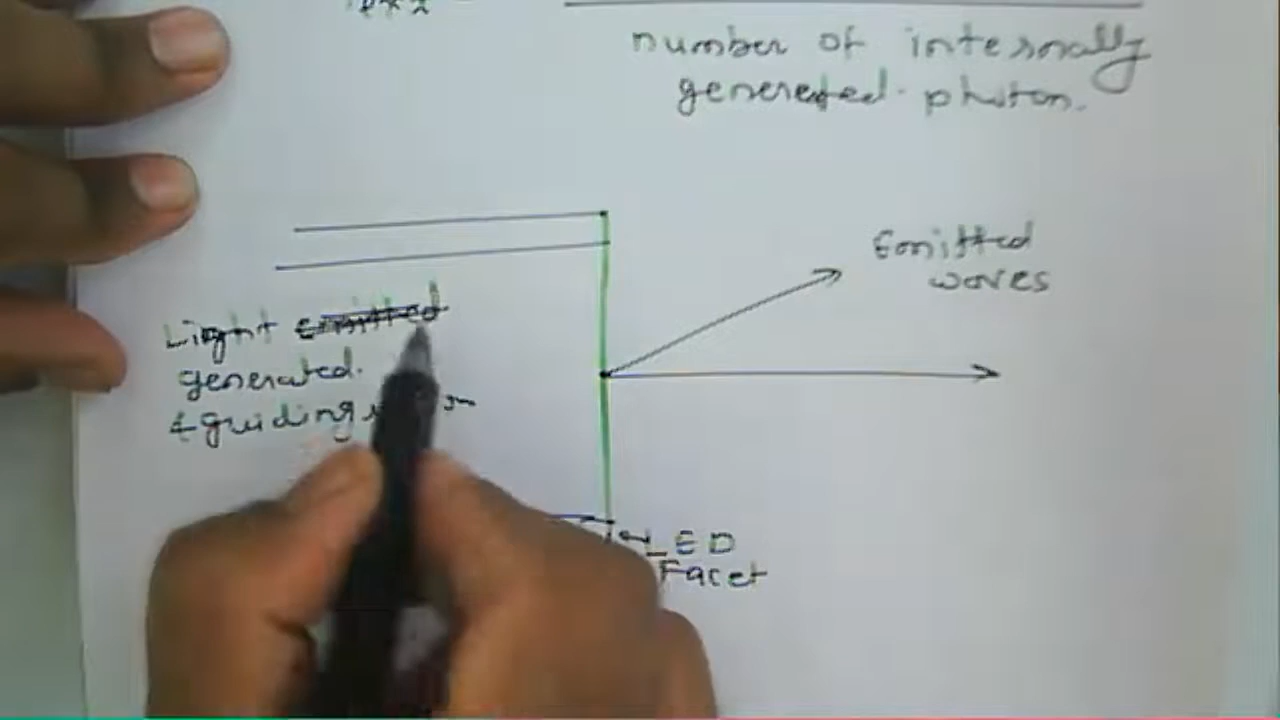 number of internally
generated photon.
Emitted
waves
Light emitted
generated.
& guiding
LED
Facet